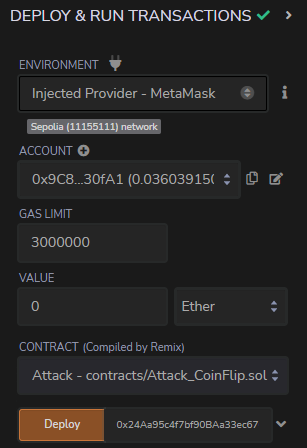 DEPLOY & RUN TRANSACTIONS
ENVIRONMENT
Injected Provider - MetaMask
Sepolia (11155111) network
ACCOUNT
0x9C8...30fA1 (0.03603915(
GAS LIMIT
3000000
VALUE
0 Ether
CONTRACT (Compiled by Remix)
Attack - contracts/Attack_CoinFlip.sol
Deploy 0x24Aa95c4f7bf90BAa33ec67